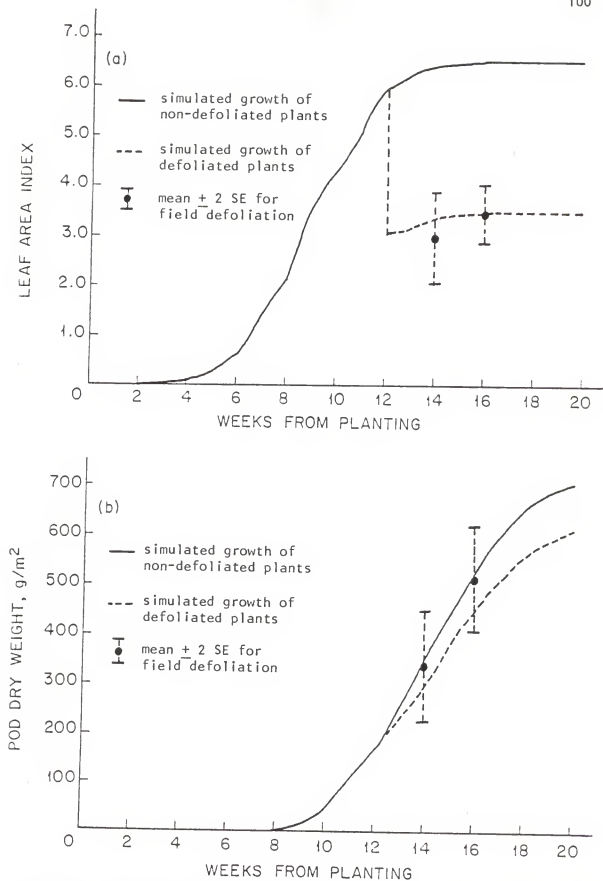 100
7.0
(a)
6.0
simulated growth of
non-defoliated plants
5.0
simulated growth of
defoliated plants
4.0
mean ± 2 SE for
field defoliation
3.0
2.0
1.0
0
LEAF AREA INDEX
2 4 6 8 10 12 14 16 18 20
WEEKS FROM PLANTING
700
(b)
600
simulated growth of
non-defoliated plants
500
simulated growth of
defoliated plants
400
mean ± 2 SE for
field defoliation
300
200
100
0
POD DRY WEIGHT, g/m²
2 4 6 8 10 12 14 16 18 20
WEEKS FROM PLANTING